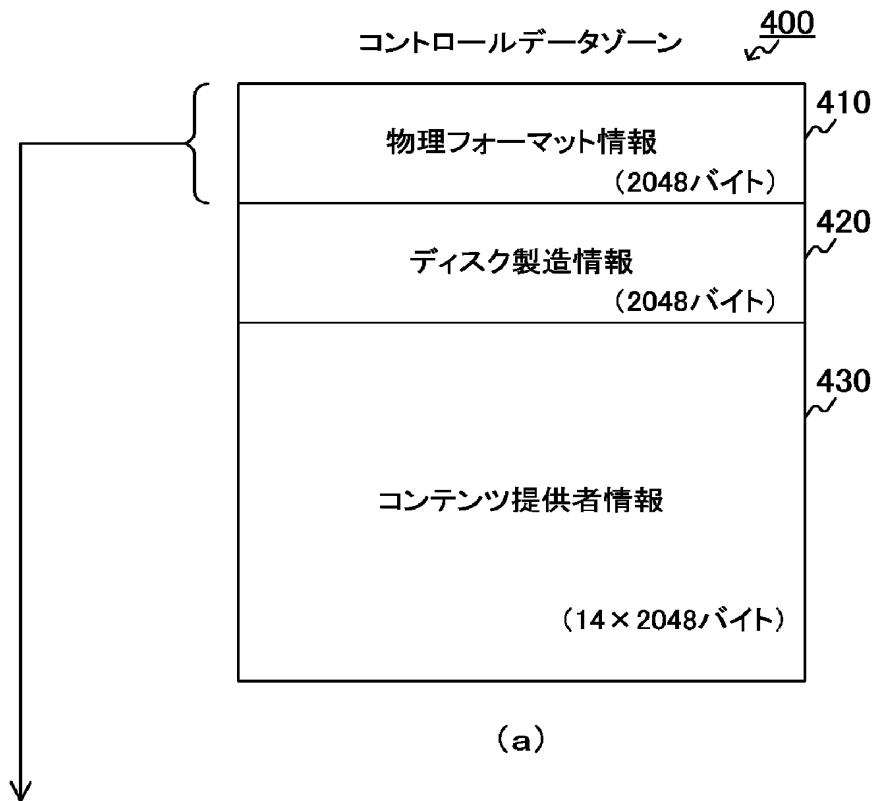 コントロールデータゾーン
400
410
物理フォーマット情報
(2048バイト)
420
ディスク製造情報
(2048バイト)
430
コンテンツ提供者情報
(14×2048バイト)
(a)